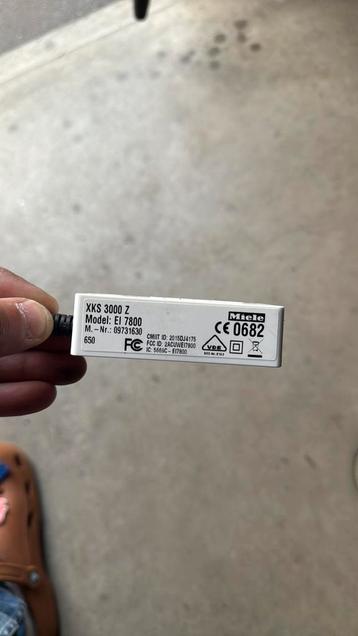 XKS 3000 Z
Model: EI 7800
M.-Nr.: 09731630
650
FC
CMIIT ID: 2015DJ4175
FCC ID: 2ACUWEI7800
IC: 5669C-EI7800
VDE
Miele
CE 0682